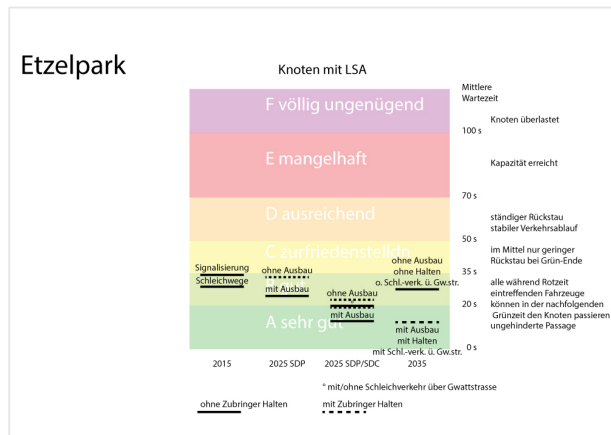 Etzelpark
Knoten mit LSA
Mittlere
Wartezeit
F völlig ungenügend
Knoten überlastet
100 s
E mangelhaft
Kapazität erreicht
70 s
D ausreichend
ständiger Rückstau
stabiler Verkehrsablauf
50 s
C zurfriedenstelldn
im Mittel nur geringer
Rückstau bei Grün-Ende
35 s
Signalisierung
Schleichwege
ohne Ausbau
mit Ausbau
ohne Ausbau
*
mit Ausbau
ohne Ausbau
ohne Halten
o. Schl.-verk. ü. Gw.str.
B gut
alle während Rotzeit
eintreffenden Fahrzeuge
können in der nachfolgenden
Grünzeit den Knoten passieren
ungehinderte Passage
20 s
A sehr gut
mit Ausbau
mit Halten
mit Schl.-verk. ü. Gw.str.
0 s
2015 2025 SDP 2025 SDP/SDC 2035
* mit/ohne Schleichverkehr über Gwattstrasse
ohne Zubringer Halten mit Zubringer Halten